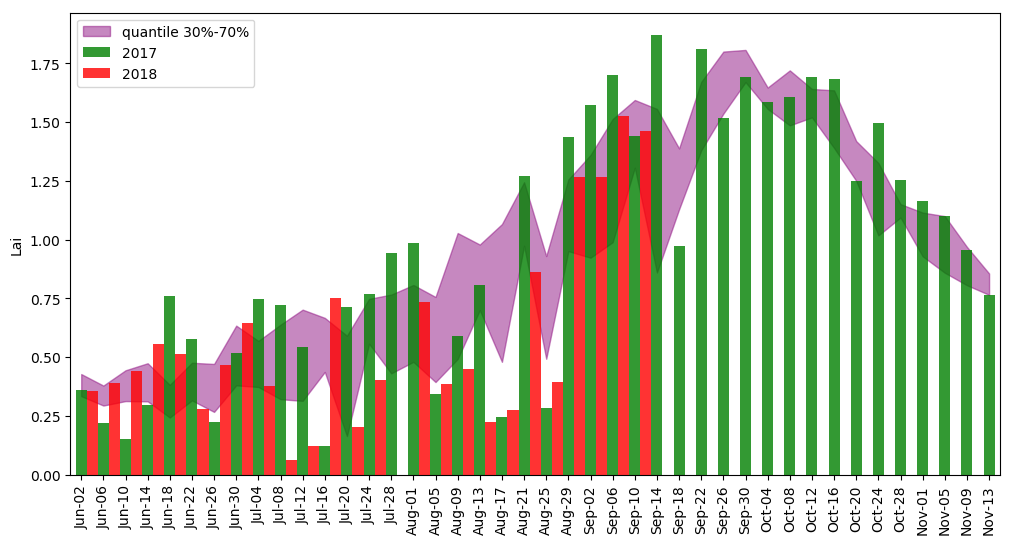 quantile 30%-70%
2017
2018
Lai
1.75
1.50
1.25
1.00
0.75
0.50
0.25
0.00
Jun-02
Jun-06
Jun-10
Jun-14
Jun-18
Jun-22
Jun-26
Jun-30
Jul-04
Jul-08
Jul-12
Jul-16
Jul-20
Jul-24
Jul-28
Aug-01
Aug-05
Aug-09
Aug-13
Aug-17
Aug-21
Aug-25
Aug-29
Sep-02
Sep-06
Sep-10
Sep-14
Sep-18
Sep-22
Sep-26
Sep-30
Oct-04
Oct-08
Oct-12
Oct-16
Oct-20
Oct-24
Oct-28
Nov-01
Nov-05
Nov-09
Nov-13